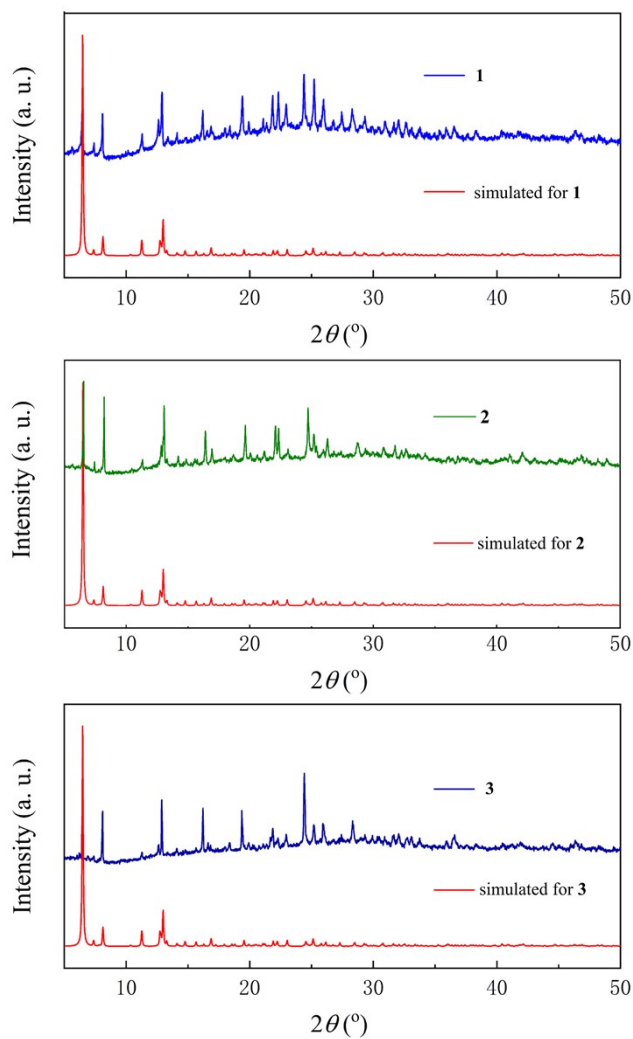 Intensity (a. u.)
1
simulated for 1
10 20 30 40 50
2θ (º)
Intensity (a. u.)
2
simulated for 2
10 20 30 40 50
2θ (º)
Intensity (a. u.)
3
simulated for 3
10 20 30 40 50
2θ (º)